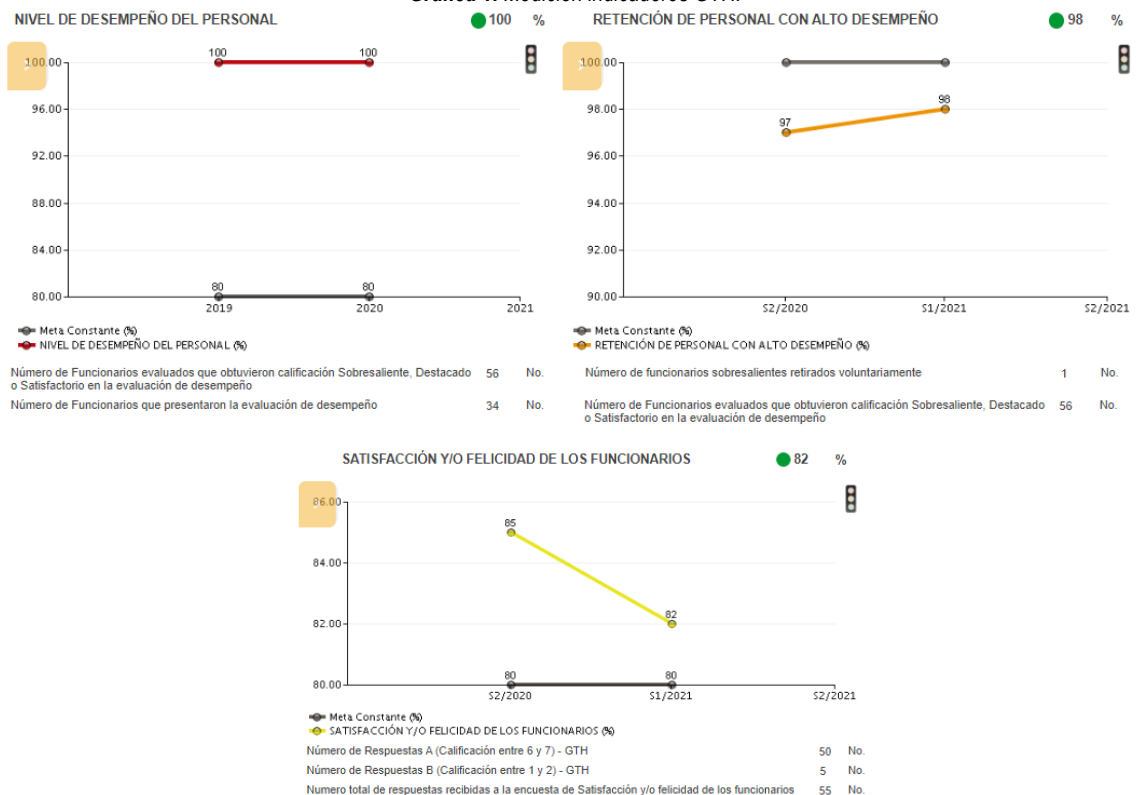 NIVEL DE DESEMPEÑO DEL PERSONAL
100 %
100.00
96.00
92.00
88.00
84.00
80.00
100
100
80
80
2019
2020
2021
Meta Constante (%)
NIVEL DE DESEMPEÑO DEL PERSONAL (%)
Número de Funcionarios evaluados que obtuvieron calificación Sobresaliente, Destacado 56 No.
o Satisfactorio en la evaluación de desempeño
Número de Funcionarios que presentaron la evaluación de desempeño 34 No.
RETENCIÓN DE PERSONAL CON ALTO DESEMPEÑO
98 %
100.00
98.00
96.00
94.00
92.00
90.00
97
98
S2/2020
S1/2021
S2/2021
Meta Constante (%)
RETENCIÓN DE PERSONAL CON ALTO DESEMPEÑO (%)
Número de funcionarios sobresalientes retirados voluntariamente 1 No.
Número de Funcionarios evaluados que obtuvieron calificación Sobresaliente, Destacado 56 No.
o Satisfactorio en la evaluación de desempeño
SATISFACCIÓN Y/O FELICIDAD DE LOS FUNCIONARIOS
82 %
86.00
84.00
82.00
80.00
85
82
80
80
S2/2020
S1/2021
S2/2021
Meta Constante (%)
SATISFACCIÓN Y/O FELICIDAD DE LOS FUNCIONARIOS (%)
Número de Respuestas A (Calificación entre 6 y 7) - GTH 50 No.
Número de Respuestas B (Calificación entre 1 y 2) - GTH 5 No.
Numero total de respuestas recibidas a la encuesta de Satisfacción y/o felicidad de los funcionarios 55 No.